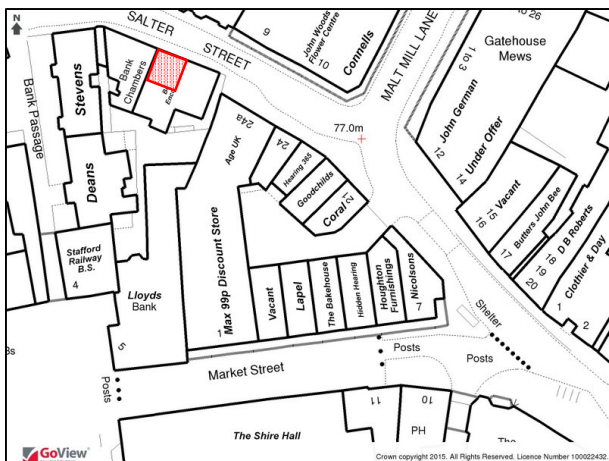 N
SALTER
STREET
9
John Woods
Flower Centre
10
Connells
MALT MILL LANE
26
1 to 3
Gatehouse
Mews
Bank Passage
Stevens
Bank
Chambers
24a
Age UK
24
Hearing 365
Goodchilds
Coral
21
77.0m
12
John German
14
Under Offer
15
Vacant
16
Butters John Bee
17
18
D B Roberts
19
20
Clothier & Day
1
2
Deans
Stafford
Railway
B.S.
4
Lloyds
Bank
5
Max 99p Discount Store
1
Vacant
Lapel
The Bakehouse
Hidden Hearing
Houghton
Furnishings
Nicolsons
7
Shelter
Posts
Posts
Posts
Market Street
11
10
The Shire Hall
PH
The
GoView
Crown copyright 2015. All Rights Reserved. Licence Number 100022432.